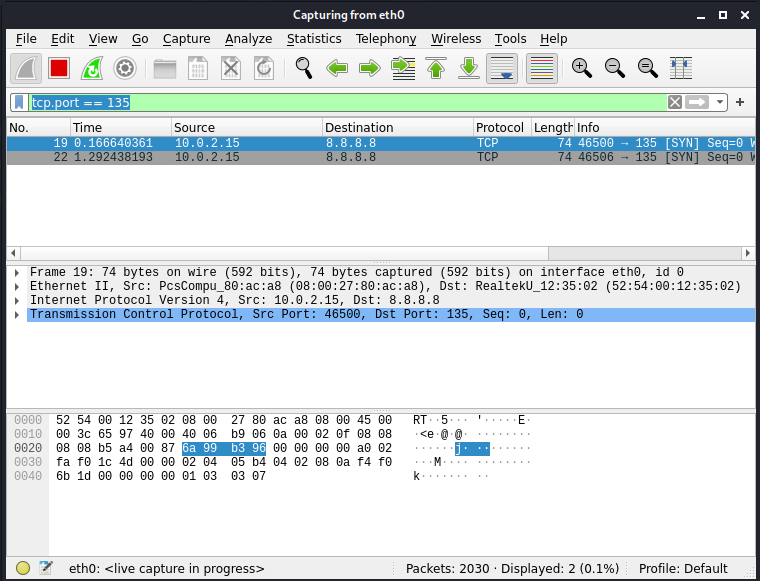 Capturing from eth0
File Edit View Go Capture Analyze Statistics Telephony Wireless Tools Help
tcp.port == 135
No. Time Source Destination Protocol Length Info
19 0.166640361 10.0.2.15 8.8.8.8 TCP 74 46500 → 135 [SYN] Seq=0 W
22 1.292438193 10.0.2.15 8.8.8.8 TCP 74 46506 → 135 [SYN] Seq=0 W
Frame 19: 74 bytes on wire (592 bits), 74 bytes captured (592 bits) on interface eth0, id 0
Ethernet II, Src: PcsCompu_80:ac:a8 (08:00:27:80:ac:a8), Dst: RealtekU_12:35:02 (52:54:00:12:35:02)
Internet Protocol Version 4, Src: 10.0.2.15, Dst: 8.8.8.8
Transmission Control Protocol, Src Port: 46500, Dst Port: 135, Seq: 0, Len: 0
0000 52 54 00 12 35 02 08 00 27 80 ac a8 08 00 45 00 RT··5··· '·····E·
0010 00 3c 65 97 40 00 40 06 b9 06 0a 00 02 0f 08 08 ·<e·@·@· ········
0020 08 08 b5 a4 00 87 6a 99 b3 96 00 00 00 00 a0 02 ······j· ········
0030 fa f0 1c 4d 00 00 02 04 05 b4 04 02 08 0a f4 f0 ···M···· ········
0040 6b 1d 00 00 00 00 01 03 03 07 k······· ··
eth0: <live capture in progress> Packets: 2030 · Displayed: 2 (0.1%) Profile: Default